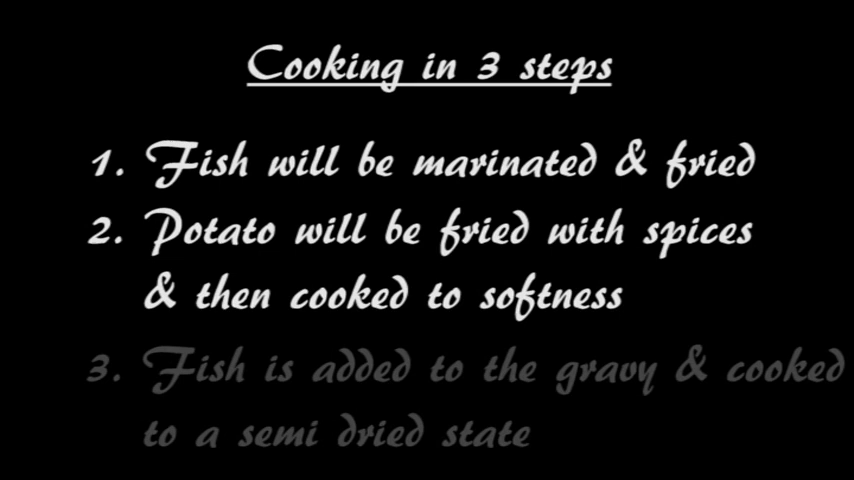 Cooking in 3 steps
1. Fish will be marinated & fried
2. Potato will be fried with spices
& then cooked to softness
3. Fish is added to the gravy & cooked
to a semi dried state